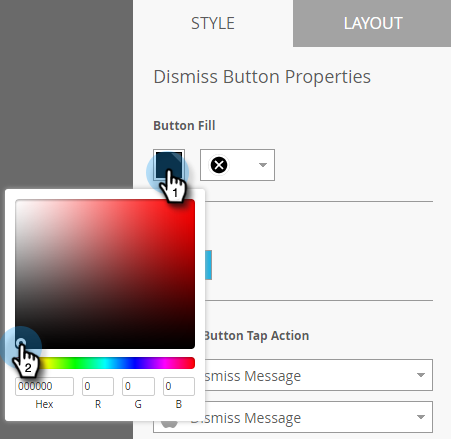 STYLE LAYOUT
Dismiss Button Properties
Button Fill
1
2
Button Tap Action
000000 0 0 0
Hex R G B
smiss Message
Dismiss Message